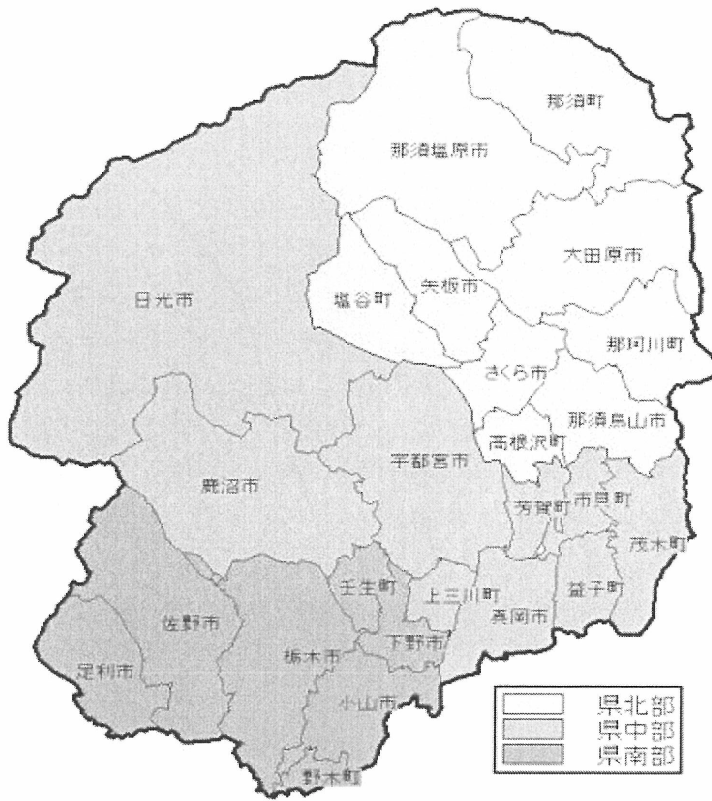 那須町
那須塩原市
大田原市
矢板市
塩谷町
日光市
那珂川町
さくら市
那須烏山市
高根沢町
宇都宮市
鹿沼市
芳賀町
市貝町
茂木町
壬生町
上三川町
真岡市
益子町
佐野市
下野市
栃木市
足利市
小山市
野木町
県北部
県中部
県南部